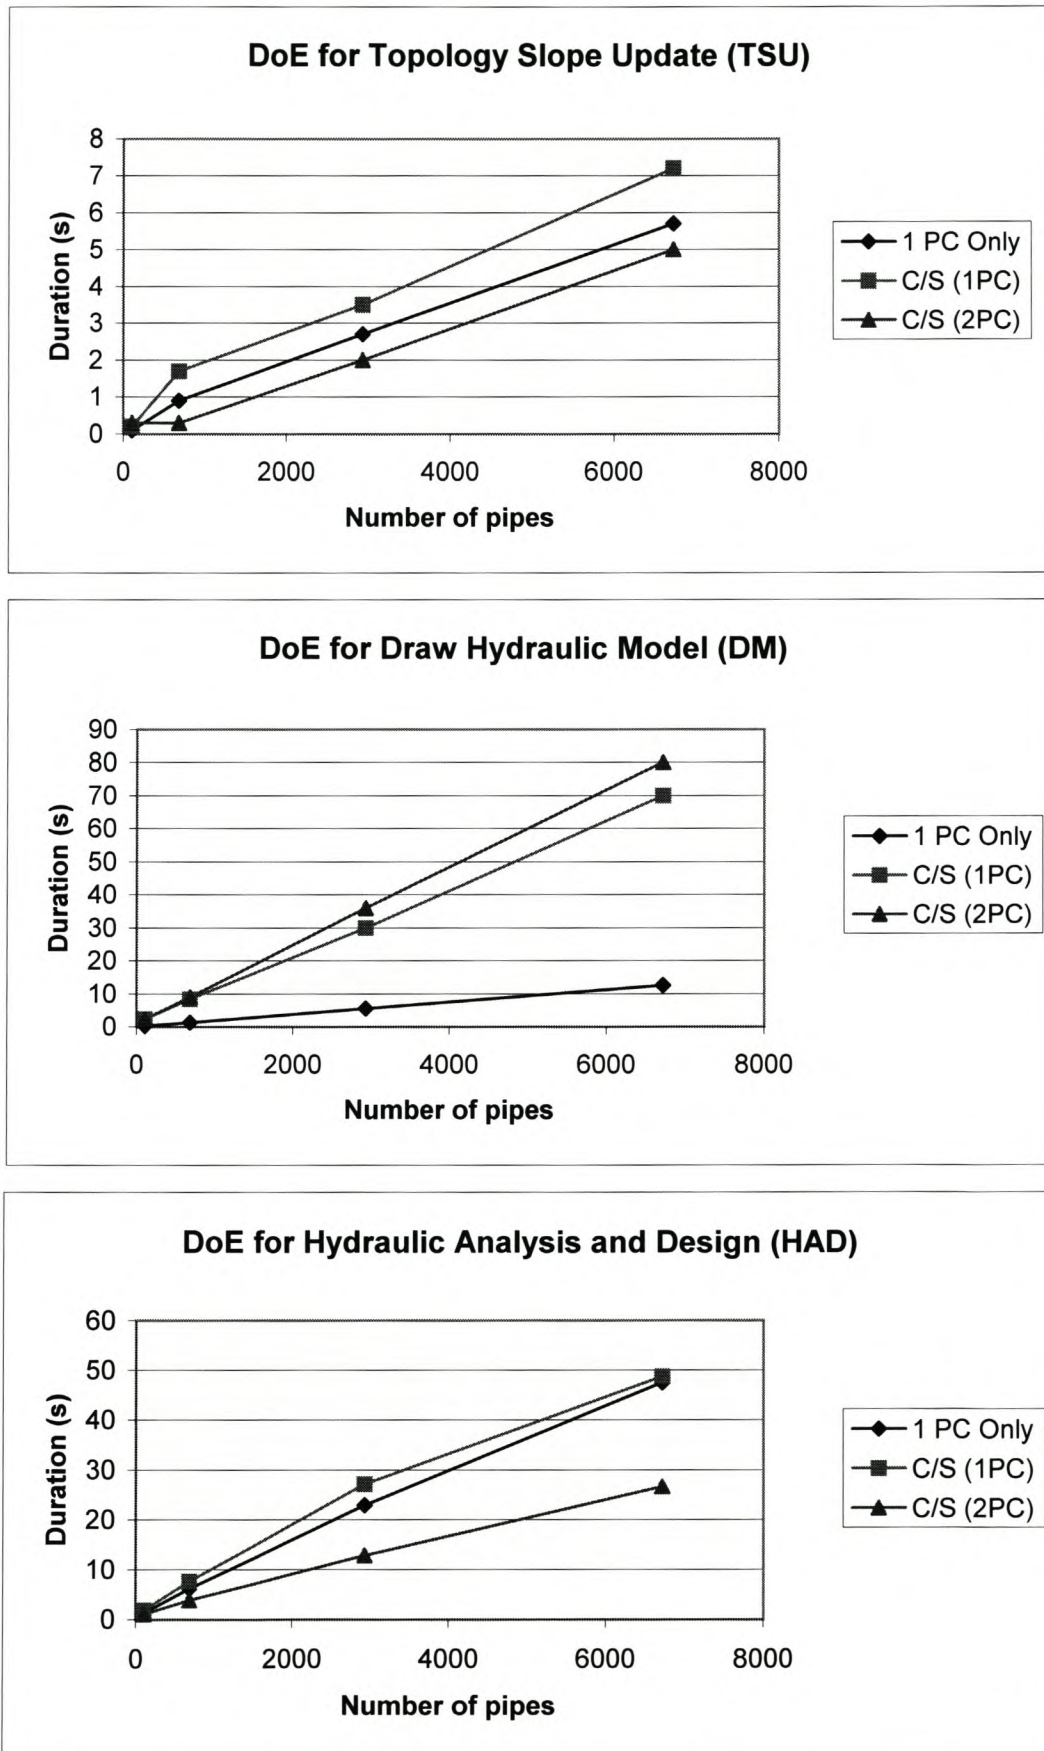 DoE for Topology Slope Update (TSU)
8
7
6
5
4
3
2
1
0
Duration (s)
0 2000 4000 6000 8000
Number of pipes
1 PC Only
C/S (1PC)
C/S (2PC)
DoE for Draw Hydraulic Model (DM)
90
80
70
60
50
40
30
20
10
0
Duration (s)
0 2000 4000 6000 8000
Number of pipes
1 PC Only
C/S (1PC)
C/S (2PC)
DoE for Hydraulic Analysis and Design (HAD)
60
50
40
30
20
10
0
Duration (s)
0 2000 4000 6000 8000
Number of pipes
1 PC Only
C/S (1PC)
C/S (2PC)